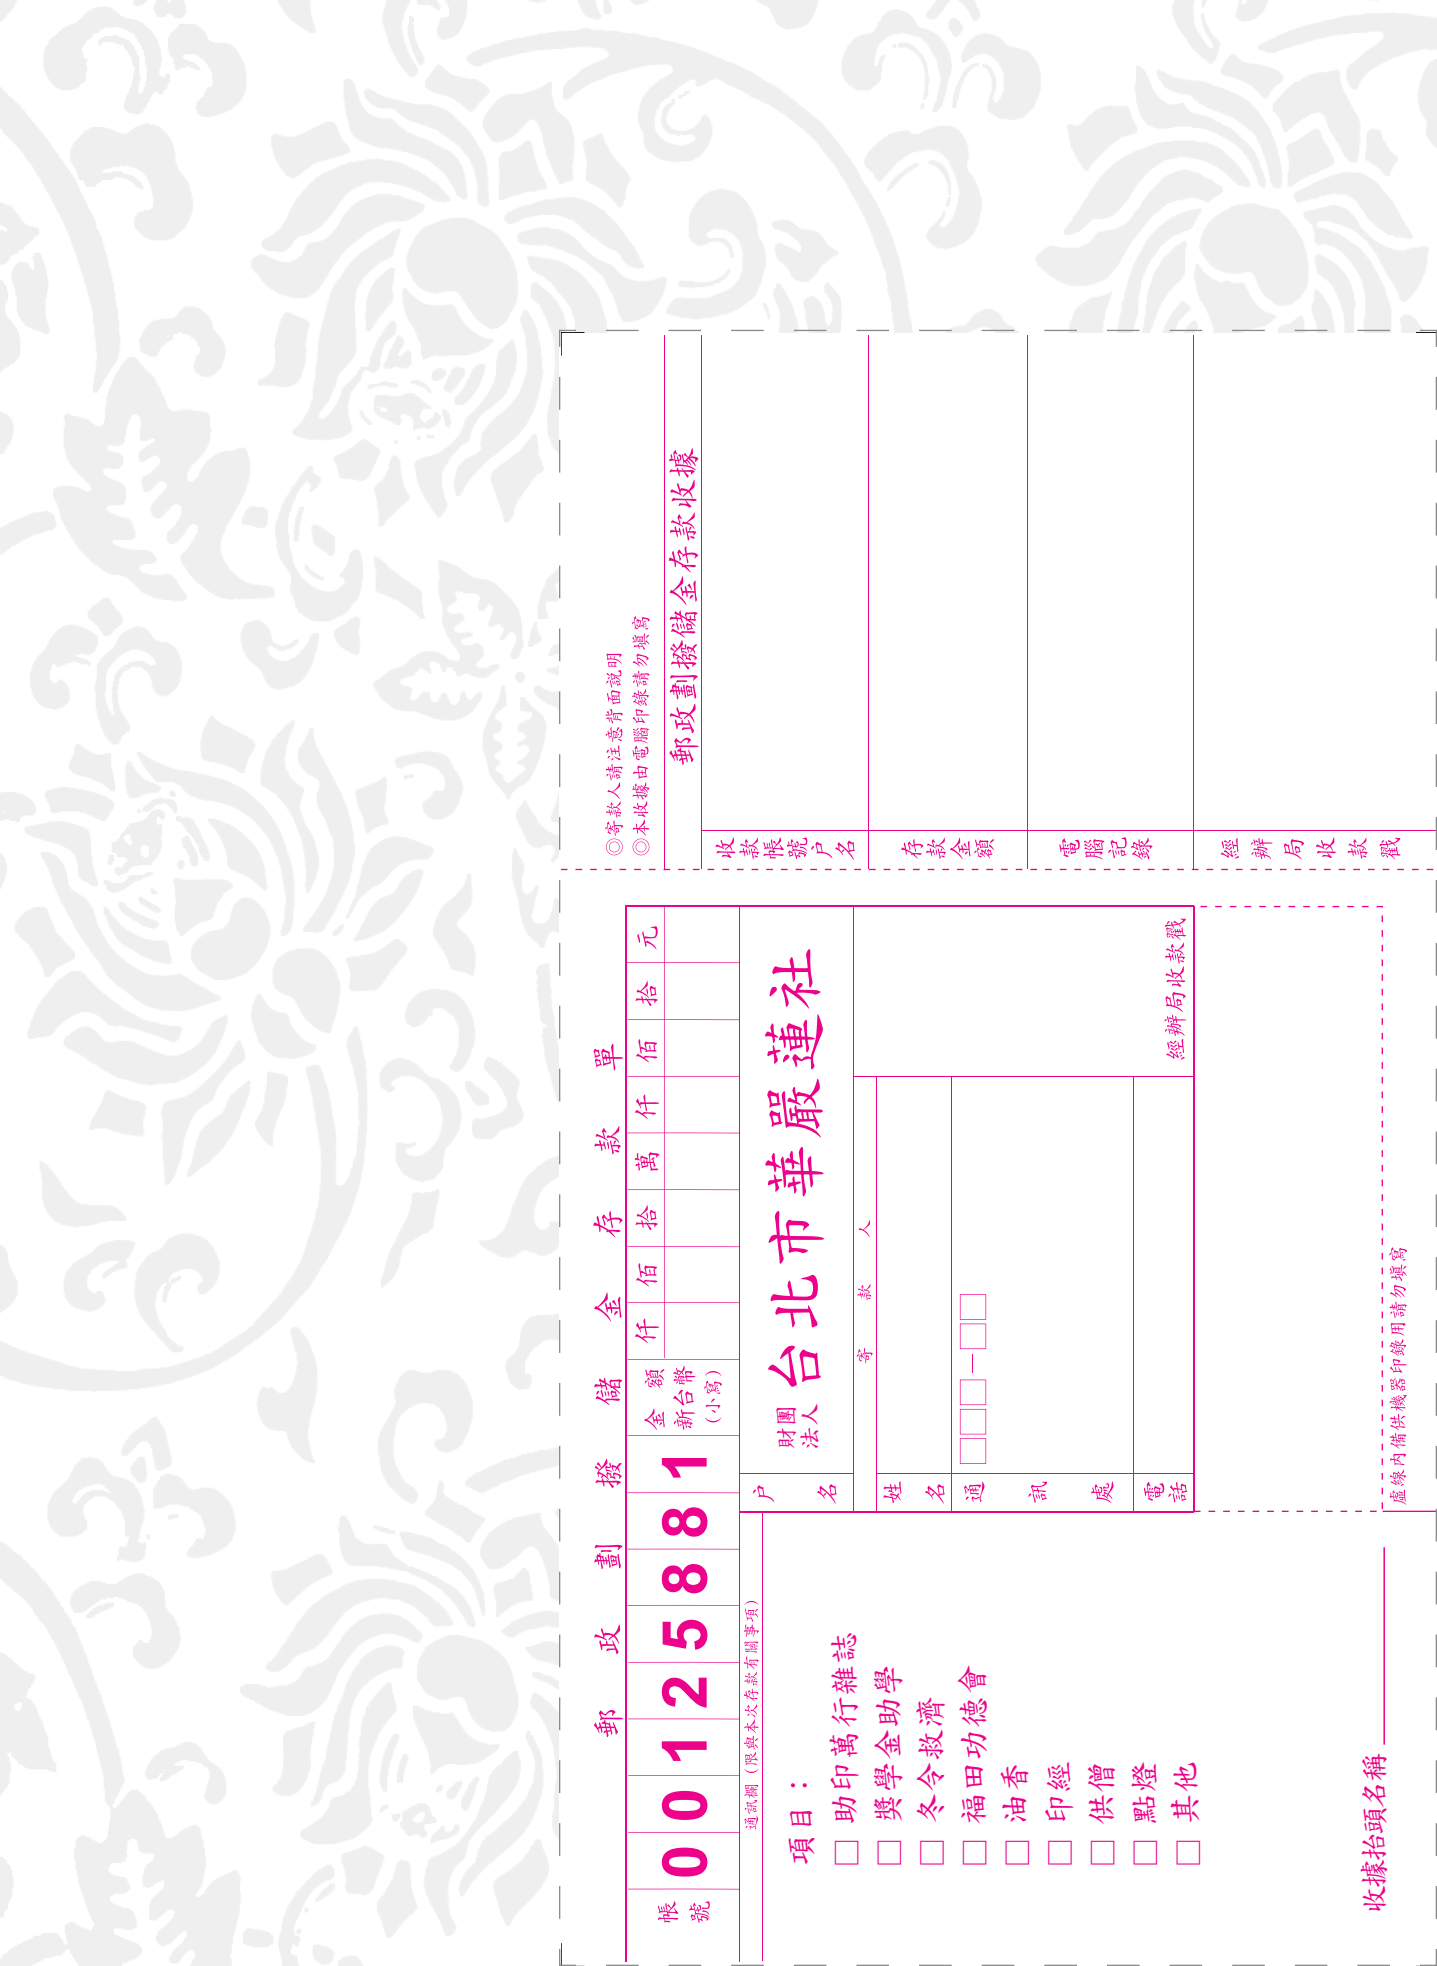 郵政劃撥儲金存款單
帳號
00125881
金額
新台幣
(小寫)
仟 佰 拾 萬 仟 佰 拾 元
通訊欄（限與本次存款有關事項）
項目：
□助印萬行雜誌
□獎學金助學
□冬令救濟
□福田功德會
□油香
□印經
□供僧
□點燈
□其他
收據抬頭名稱
戶名
財團
法人
台北市華嚴蓮社
寄款人
姓名
通訊處
□□□－□□
電話
經辦局收款戳
虛線內備供機器印錄用請勿填寫
◎寄款人請注意背面說明
◎本收據由電腦印錄請勿填寫
郵政劃撥儲金存款收據
收款帳號戶名
存款金額
電腦記錄
經辦局收款戳